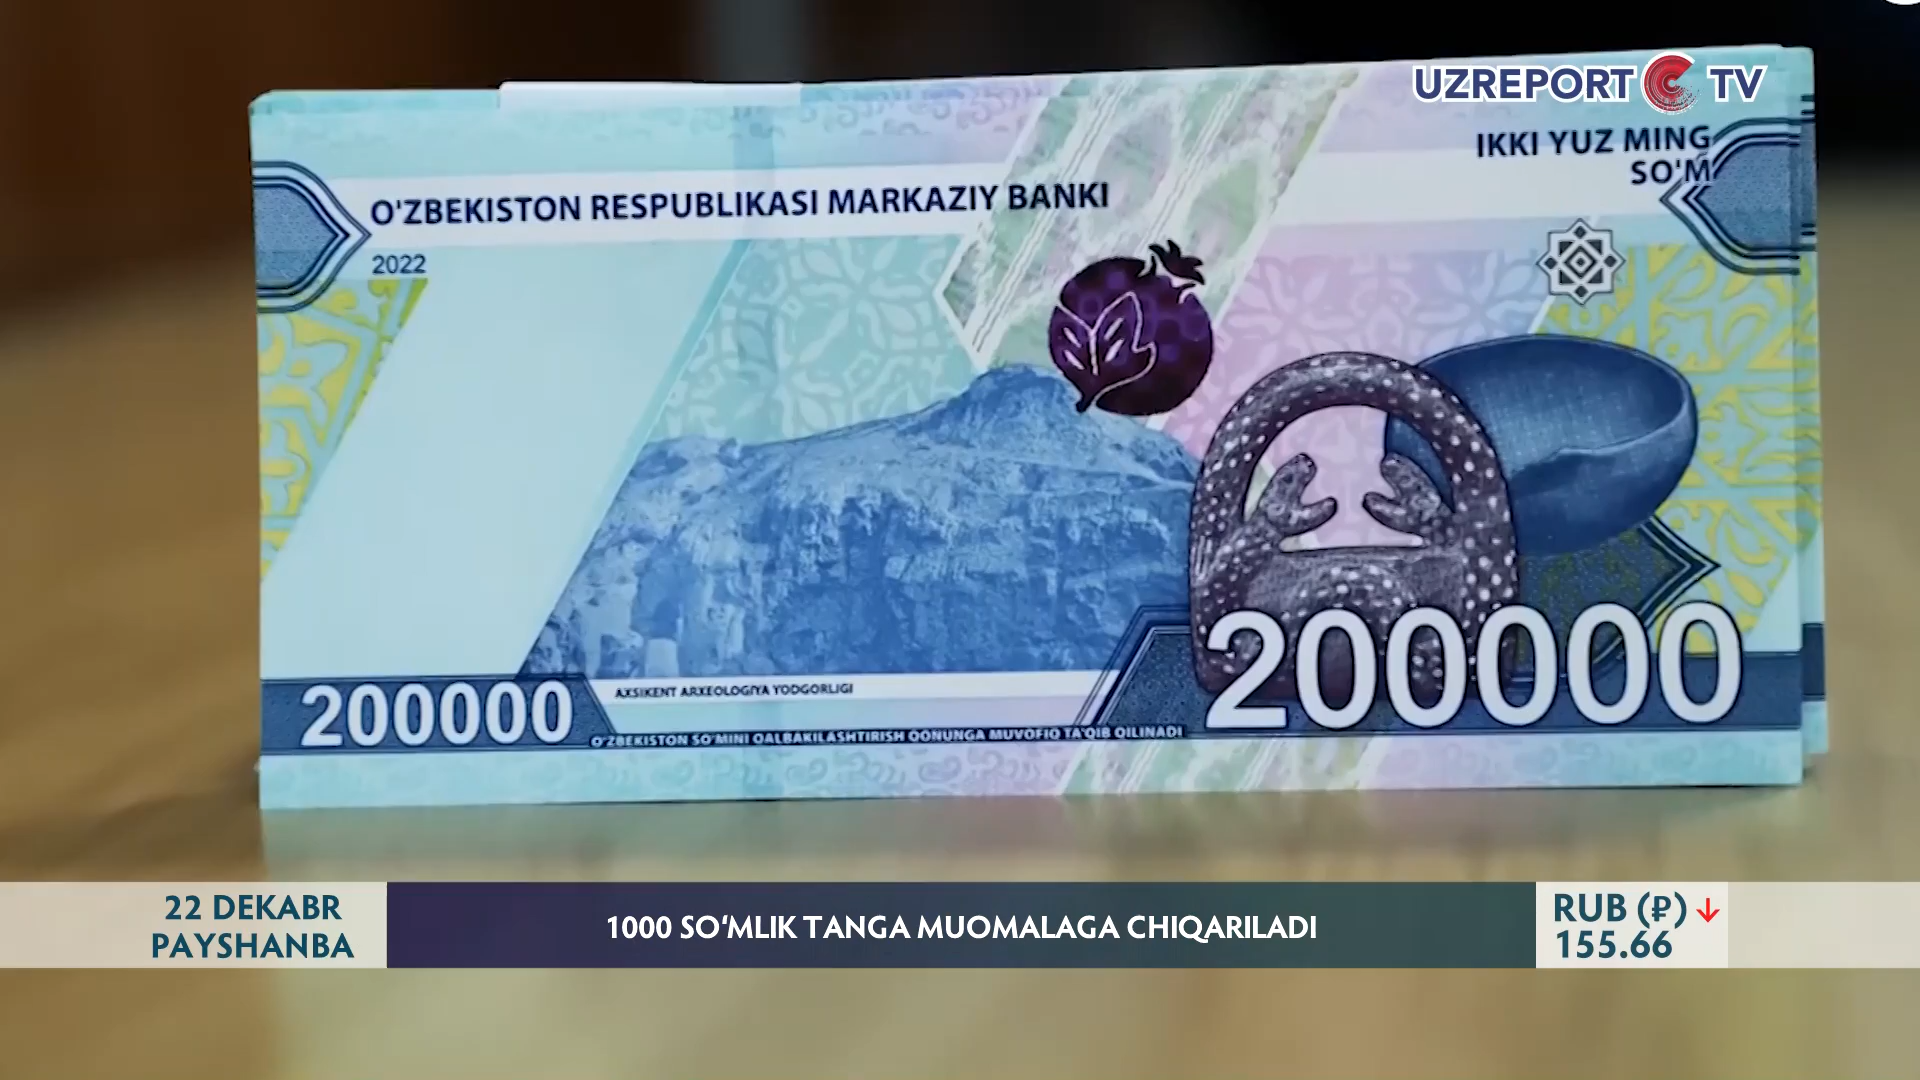 UZREPORT TV
IKKI YUZ MING
SO'M
O'ZBEKISTON RESPUBLIKASI MARKAZIY BANKI
2022
200000
AXSIKENT ARXEOLOGIYA YODGORLIGI
O'ZBEKISTON SO'MINI QALBAKILASHTIRISH QONUNGA MUVOFIQ TA'QIB QILINADI
200000
22 DEKABR
PAYSHANBA
1000 SO‘MLIK TANGA MUOMALAGA CHIQARILADI
RUB (₽) ↓
155.66